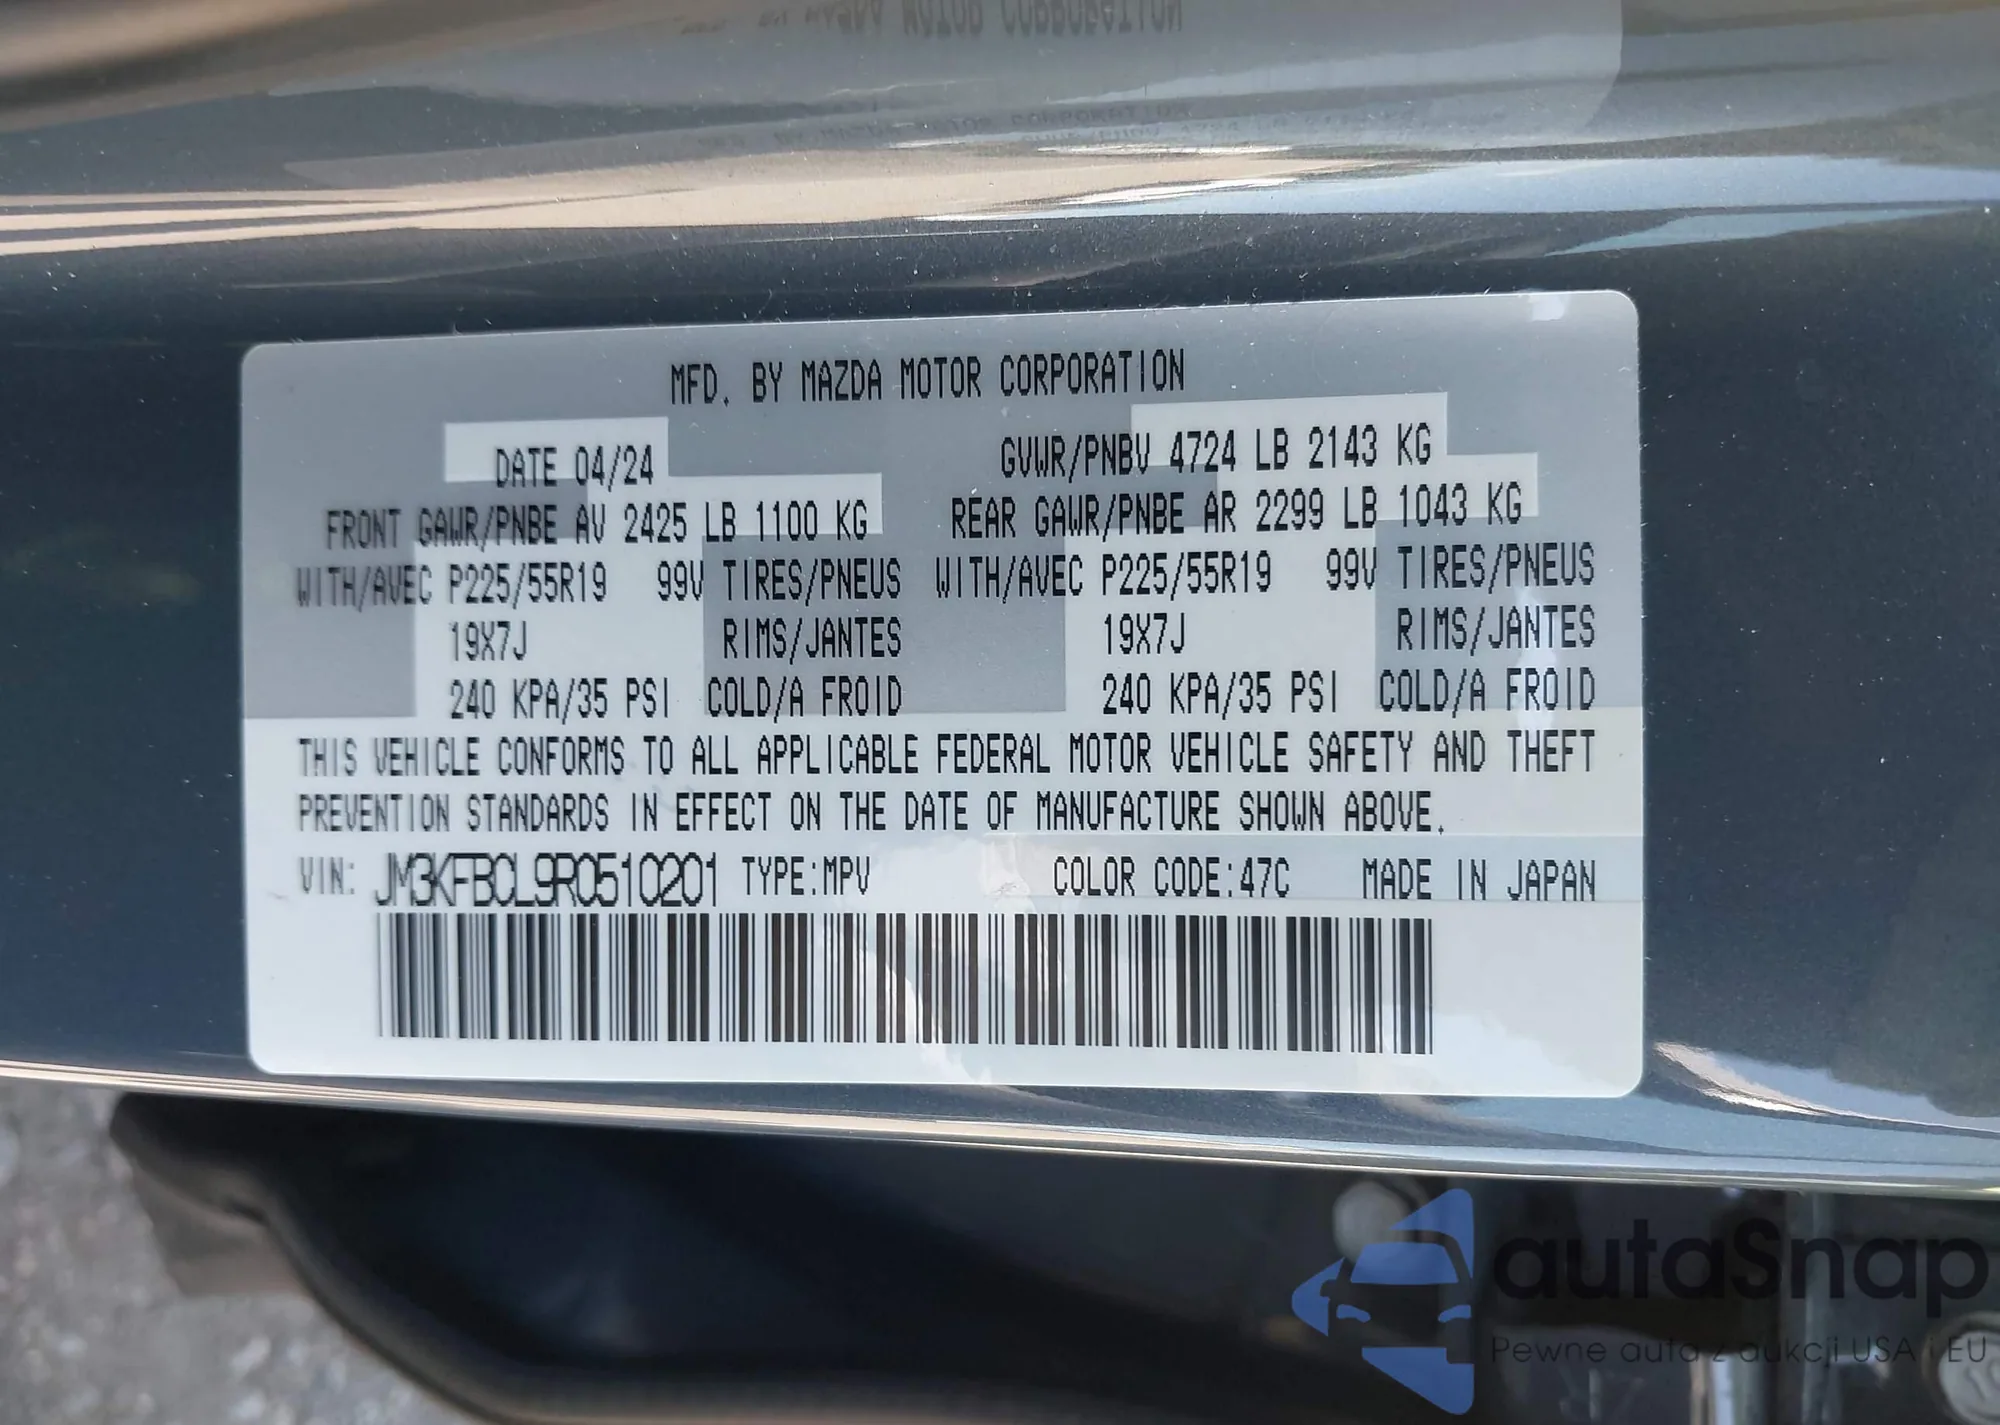 MFD. BY MAZDA MOTOR CORPORATION
DATE 04/24 GVWR/PNBV 4724 LB 2143 KG
FRONT GAWR/PNBE AV 2425 LB 1100 KG REAR GAWR/PNBE AR 2299 LB 1043 KG
WITH/AVEC P225/55R19 99V TIRES/PNEUS WITH/AVEC P225/55R19 99V TIRES/PNEUS
19X7J RIMS/JANTES 19X7J RIMS/JANTES
240 KPA/35 PSI COLD/A FROID 240 KPA/35 PSI COLD/A FROID
THIS VEHICLE CONFORMS TO ALL APPLICABLE FEDERAL MOTOR VEHICLE SAFETY AND THEFT
PREVENTION STANDARDS IN EFFECT ON THE DATE OF MANUFACTURE SHOWN ABOVE.
VIN: JM3KFBCL9R0510201 TYPE:MPV COLOR CODE:47C MADE IN JAPAN
autoSnap
Pewne auta z aukcji USA i EU